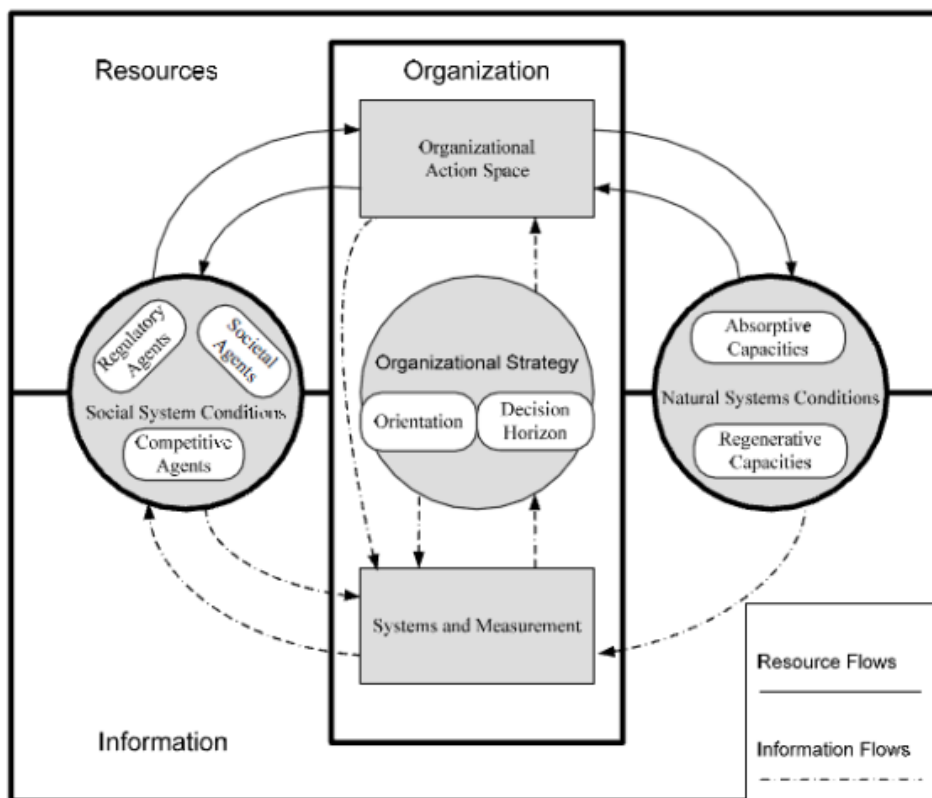 Resources
Organization
Organizational
Action Space
Regulatory
Agents
Societal
Agents
Social System Conditions
Competitive
Agents
Organizational Strategy
Orientation
Decision
Horizon
Absorptive
Capacities
Natural Systems Conditions
Regenerative
Capacities
Systems and Measurement
Information
Resource Flows
Information Flows